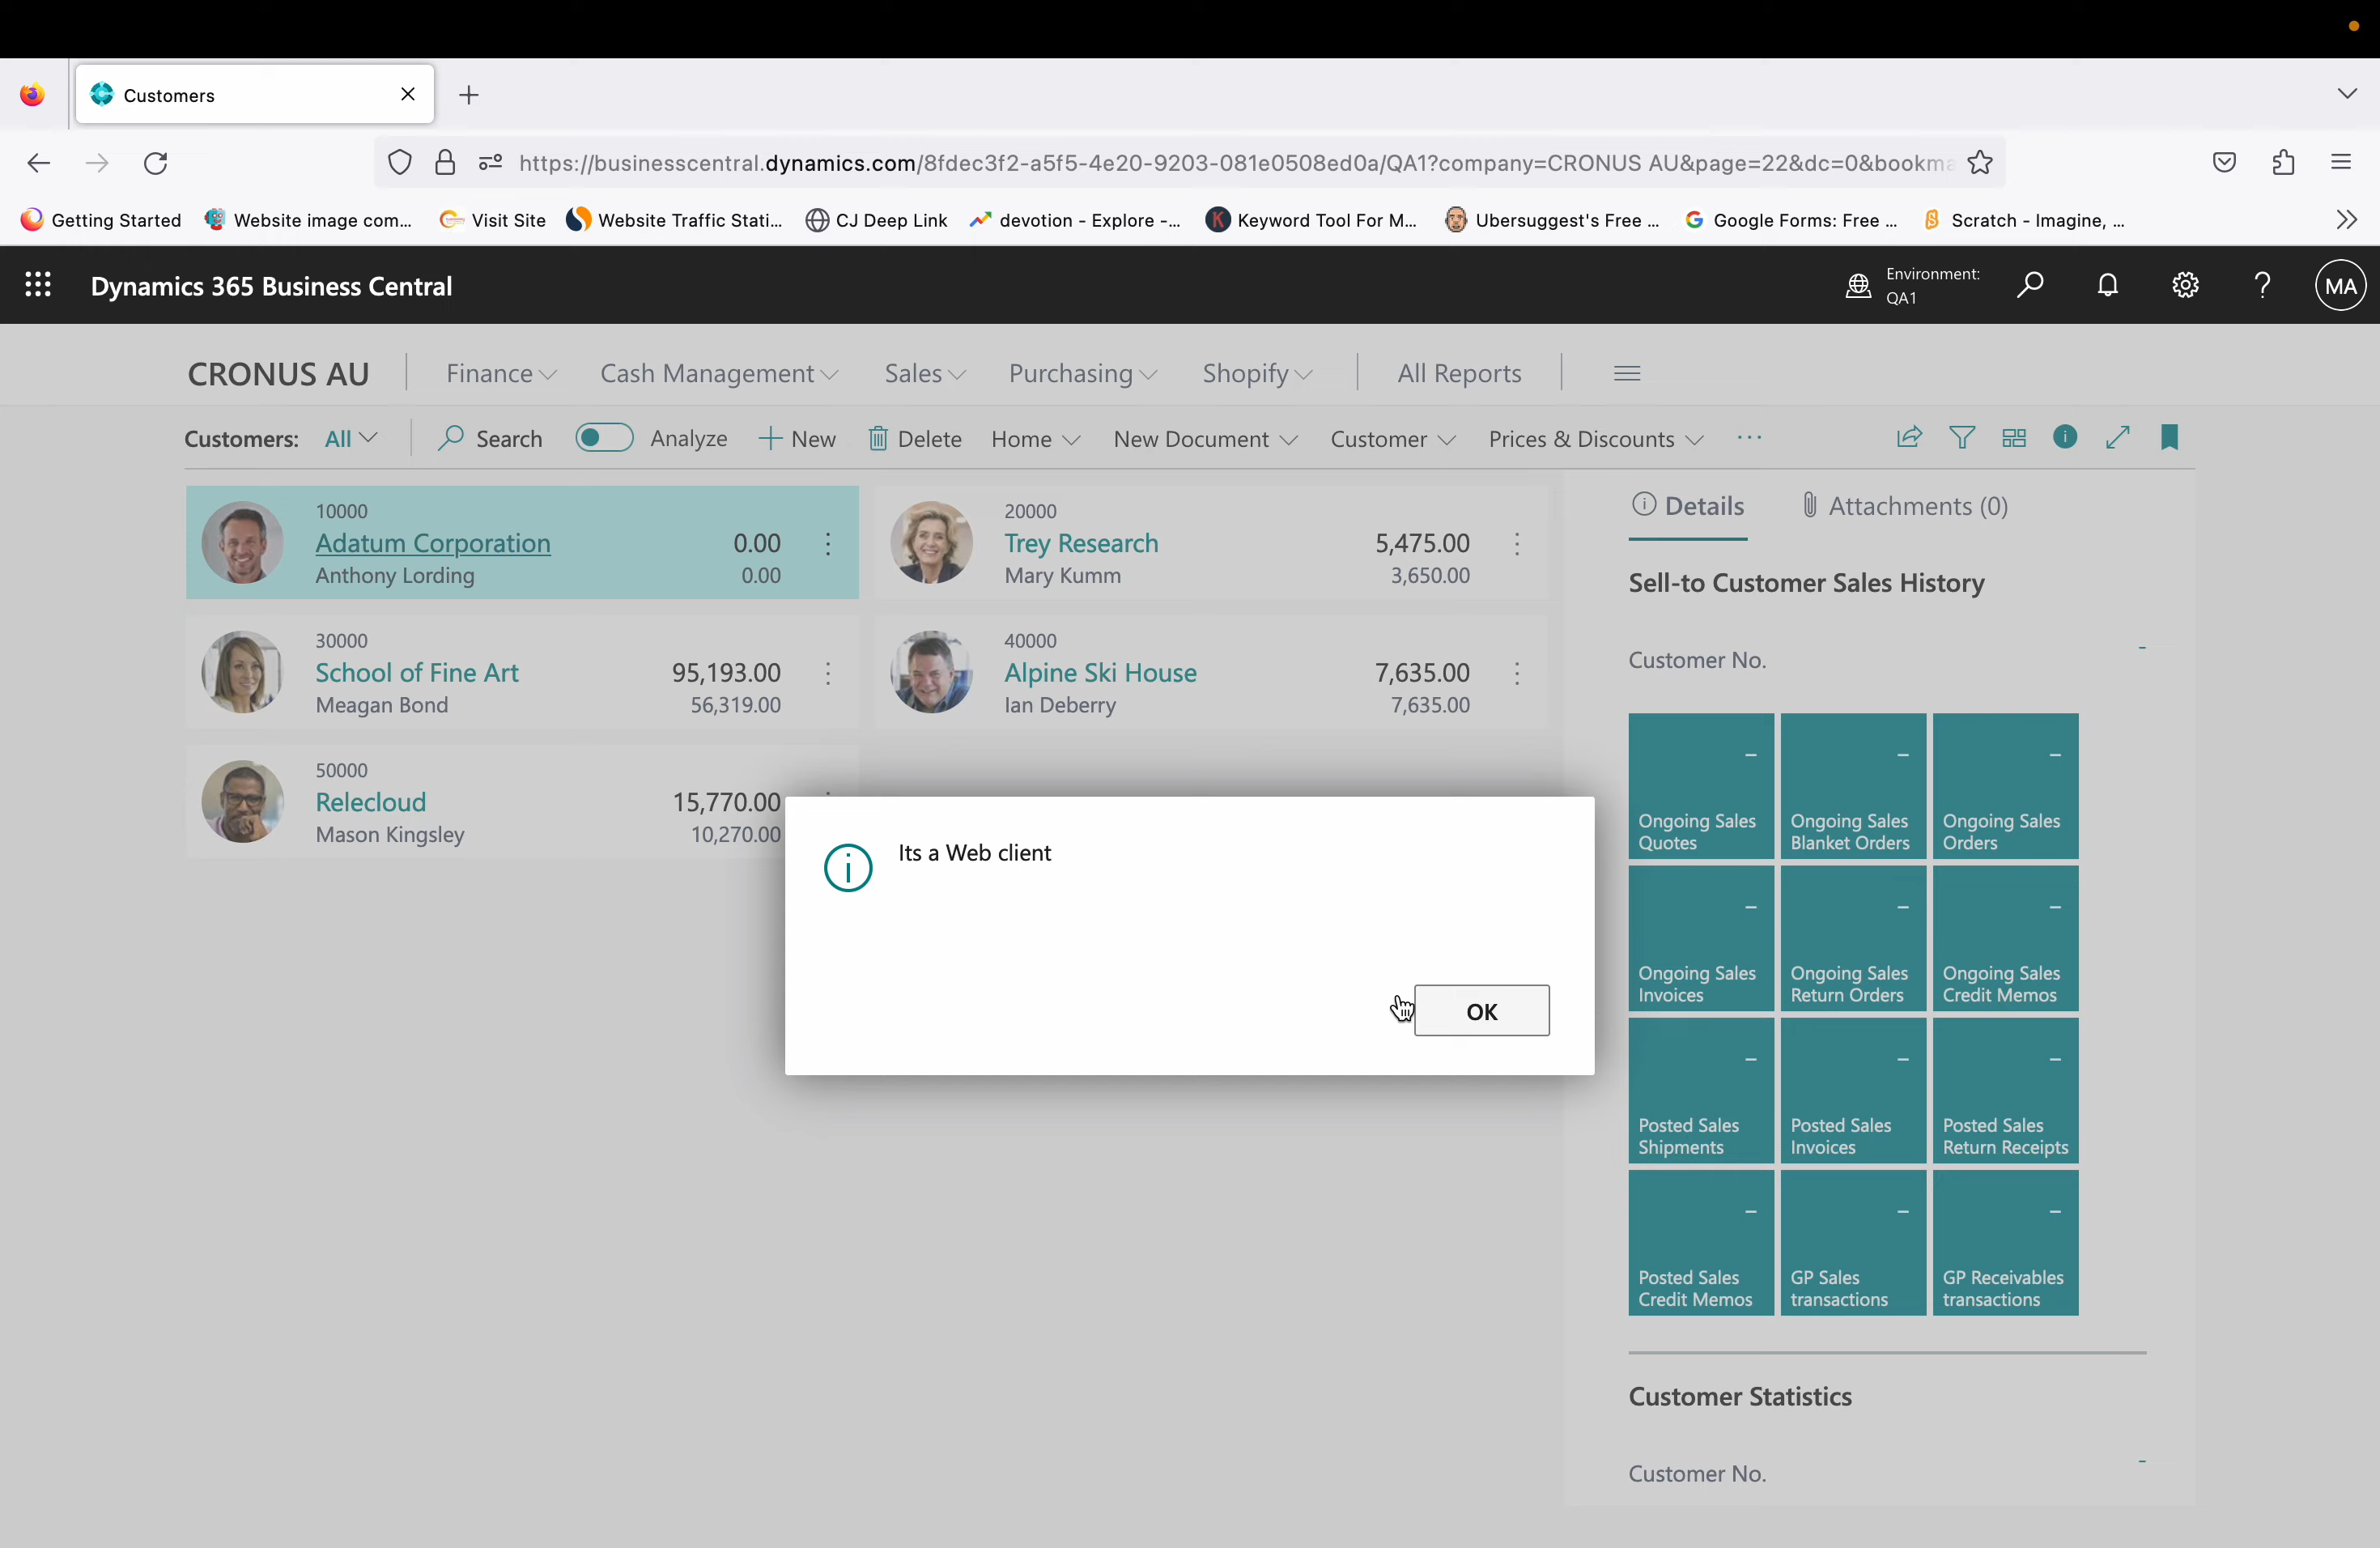 Customers
https://businesscentral.dynamics.com/8fdec3f2-a5f5-4e20-9203-081e0508ed0a/QA1?company=CRONUS AU&page=22&dc=0&bookma
Getting Started Website image com... Visit Site Website Traffic Stati... CJ Deep Link devotion - Explore -... Keyword Tool For M... Ubersuggest's Free ... Google Forms: Free ... Scratch - Imagine, ...
Dynamics 365 Business Central
Environment:
QA1
MA
CRONUS AU Finance Cash Management Sales Purchasing Shopify All Reports
Customers: All Search Analyze New Delete Home New Document Customer Prices & Discounts ...
10000
Adatum Corporation 0.00
Anthony Lording 0.00
20000
Trey Research 5,475.00
Mary Kumm 3,650.00
30000
School of Fine Art 95,193.00
Meagan Bond 56,319.00
40000
Alpine Ski House 7,635.00
Ian Deberry 7,635.00
50000
Relecloud 15,770.00
Mason Kingsley 10,270.00
Its a Web client
OK
Details Attachments (0)
Sell-to Customer Sales History
Customer No. -
– – –
Ongoing Sales
Quotes
Ongoing Sales
Blanket Orders
Ongoing Sales
Orders
– – –
Ongoing Sales
Invoices
Ongoing Sales
Return Orders
Ongoing Sales
Credit Memos
– – –
Posted Sales
Shipments
Posted Sales
Invoices
Posted Sales
Return Receipts
– – –
Posted Sales
Credit Memos
GP Sales
transactions
GP Receivables
transactions
Customer Statistics
Customer No. -